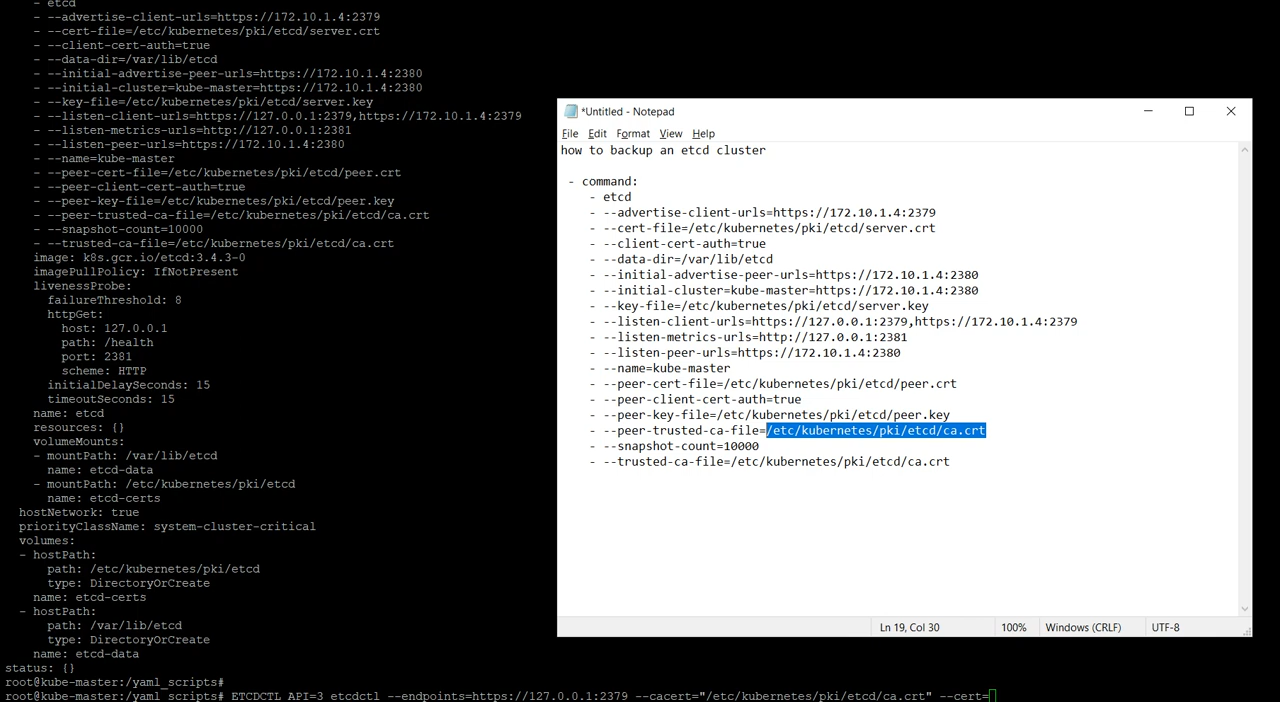 - etcd
- --advertise-client-urls=https://172.10.1.4:2379
- --cert-file=/etc/kubernetes/pki/etcd/server.crt
- --client-cert-auth=true
- --data-dir=/var/lib/etcd
- --initial-advertise-peer-urls=https://172.10.1.4:2380
- --initial-cluster=kube-master=https://172.10.1.4:2380
- --key-file=/etc/kubernetes/pki/etcd/server.key
- --listen-client-urls=https://127.0.0.1:2379,https://172.10.1.4:2379
- --listen-metrics-urls=http://127.0.0.1:2381
- --listen-peer-urls=https://172.10.1.4:2380
- --name=kube-master
- --peer-cert-file=/etc/kubernetes/pki/etcd/peer.crt
- --peer-client-cert-auth=true
- --peer-key-file=/etc/kubernetes/pki/etcd/peer.key
- --peer-trusted-ca-file=/etc/kubernetes/pki/etcd/ca.crt
- --snapshot-count=10000
- --trusted-ca-file=/etc/kubernetes/pki/etcd/ca.crt
image: k8s.gcr.io/etcd:3.4.3-0
imagePullPolicy: IfNotPresent
livenessProbe:
failureThreshold: 8
httpGet:
host: 127.0.0.1
path: /health
port: 2381
scheme: HTTP
initialDelaySeconds: 15
timeoutSeconds: 15
name: etcd
resources: {}
volumeMounts:
- mountPath: /var/lib/etcd
name: etcd-data
- mountPath: /etc/kubernetes/pki/etcd
name: etcd-certs
hostNetwork: true
priorityClassName: system-cluster-critical
volumes:
- hostPath:
path: /etc/kubernetes/pki/etcd
type: DirectoryOrCreate
name: etcd-certs
- hostPath:
path: /var/lib/etcd
type: DirectoryOrCreate
name: etcd-data
status: {}
root@kube-master:/yaml_scripts#
root@kube-master:/yaml_scripts# ETCDCTL API=3 etcdctl --endpoints=https://127.0.0.1:2379 --cacert="/etc/kubernetes/pki/etcd/ca.crt" --cert=
*Untitled - Notepad
File Edit Format View Help
how to backup an etcd cluster
- command:
- etcd
- --advertise-client-urls=https://172.10.1.4:2379
- --cert-file=/etc/kubernetes/pki/etcd/server.crt
- --client-cert-auth=true
- --data-dir=/var/lib/etcd
- --initial-advertise-peer-urls=https://172.10.1.4:2380
- --initial-cluster=kube-master=https://172.10.1.4:2380
- --key-file=/etc/kubernetes/pki/etcd/server.key
- --listen-client-urls=https://127.0.0.1:2379,https://172.10.1.4:2379
- --listen-metrics-urls=http://127.0.0.1:2381
- --listen-peer-urls=https://172.10.1.4:2380
- --name=kube-master
- --peer-cert-file=/etc/kubernetes/pki/etcd/peer.crt
- --peer-client-cert-auth=true
- --peer-key-file=/etc/kubernetes/pki/etcd/peer.key
- --peer-trusted-ca-file=/etc/kubernetes/pki/etcd/ca.crt
- --snapshot-count=10000
- --trusted-ca-file=/etc/kubernetes/pki/etcd/ca.crt
Ln 19, Col 30 100% Windows (CRLF) UTF-8